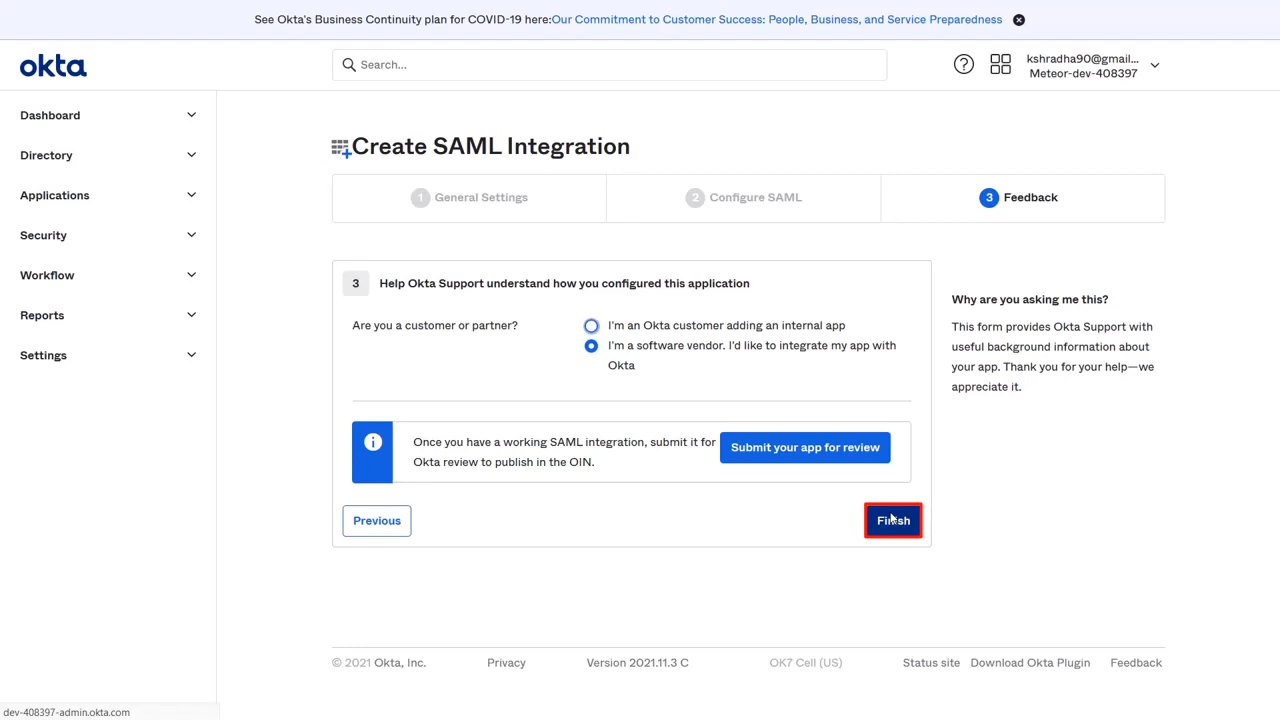 See Okta's Business Continuity plan for COVID-19 here:Our Commitment to Customer Success: People, Business, and Service Preparedness
okta
Search...
kshradha90@gmail...
Meteor-dev-408397
Dashboard
Directory
Applications
Security
Workflow
Reports
Settings
Create SAML Integration
1 General Settings
2 Configure SAML
3 Feedback
3 Help Okta Support understand how you configured this application
Are you a customer or partner?
I'm an Okta customer adding an internal app
I'm a software vendor. I'd like to integrate my app with
Okta
Once you have a working SAML integration, submit it for
Okta review to publish in the OIN.
Submit your app for review
Previous
Finish
Why are you asking me this?
This form provides Okta Support with
useful background information about
your app. Thank you for your help—we
appreciate it.
© 2021 Okta, Inc.
Privacy
Version 2021.11.3 C
OK7 Cell (US)
Status site
Download Okta Plugin
Feedback
dev-408397-admin.okta.com